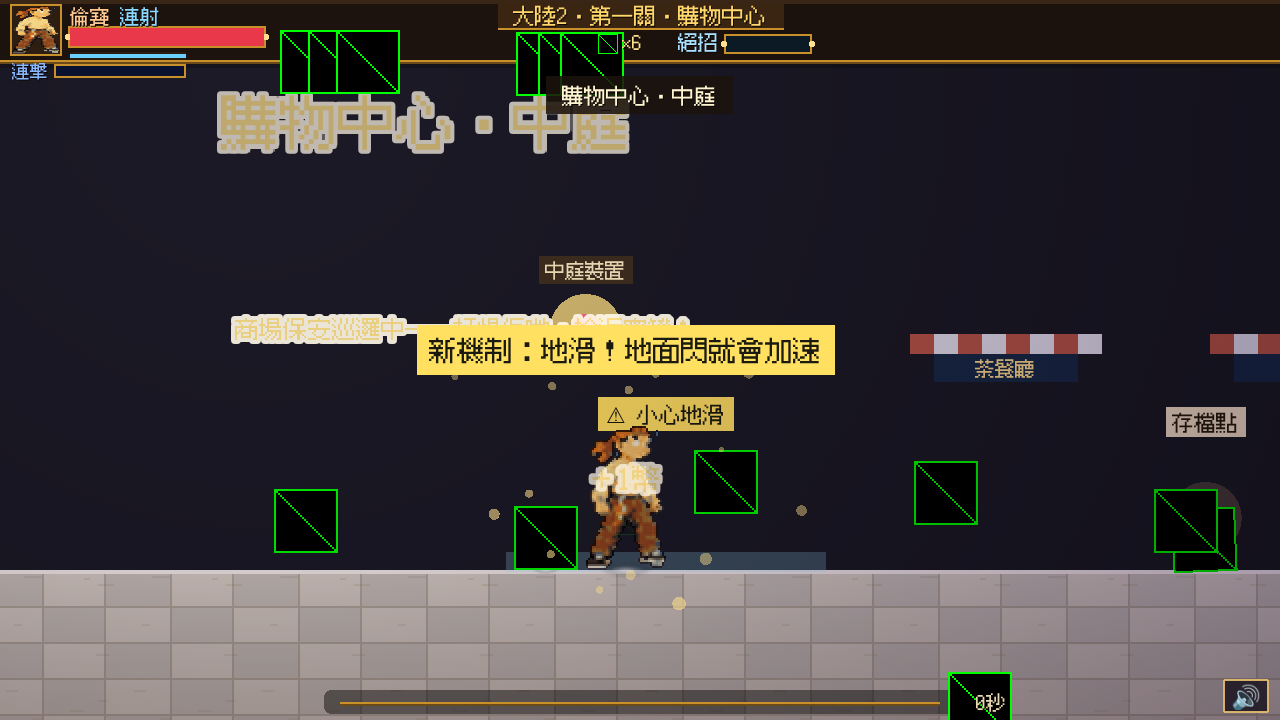 倫寶 連射
大陸2・第一關・購物中心
×6
絕招
連擊
購物中心・中庭
購物中心・中庭
中庭裝置
商場保安巡邏中
新機制：地滑！地面閃就會加速
茶餐廳
⚠ 小心地滑
存檔點
+1擊
0秒